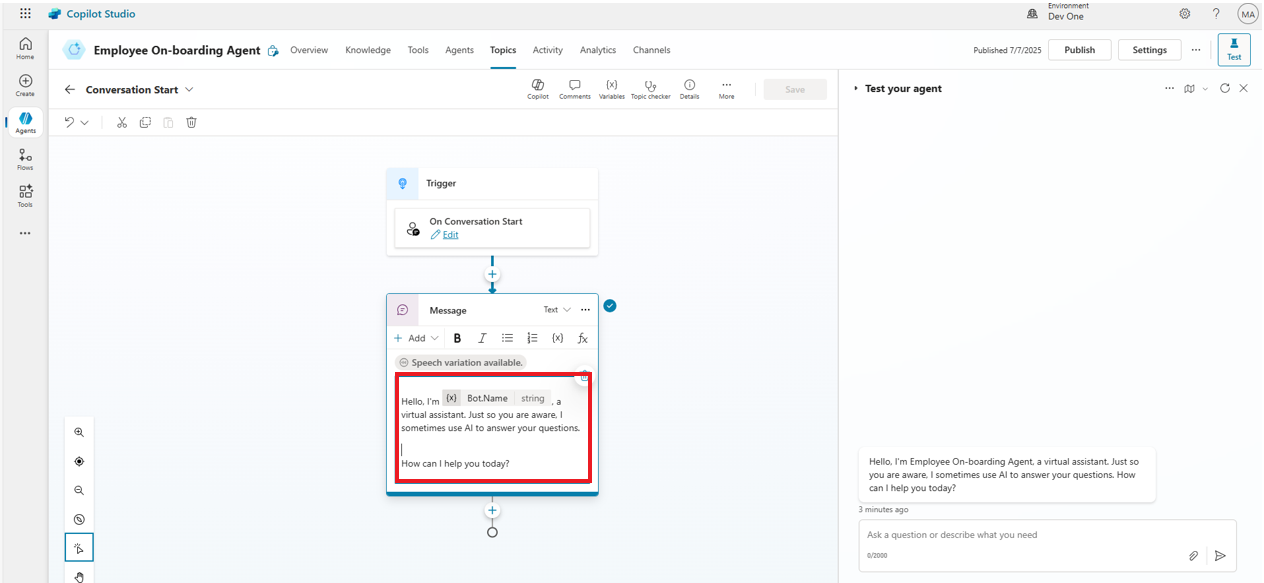 Copilot Studio
Environment
Dev One
MA
Home
Create
Agents
Flows
Tools
Employee On-boarding Agent
Overview
Knowledge
Tools
Agents
Topics
Activity
Analytics
Channels
Published 7/7/2025
Publish
Settings
Test
Conversation Start
Copilot
Comments
Variables
Topic checker
Details
More
Save
Test your agent
Trigger
On Conversation Start
Edit
Message
Text
Add
B
I
{x}
fx
Speech variation available.
Hello, I'm {x} Bot.Name string , a
virtual assistant. Just so you are aware, I
sometimes use AI to answer your questions.
How can I help you today?
Hello, I'm Employee On-boarding Agent, a virtual assistant. Just so
you are aware, I sometimes use AI to answer your questions. How
can I help you today?
3 minutes ago
Ask a question or describe what you need
0/2000